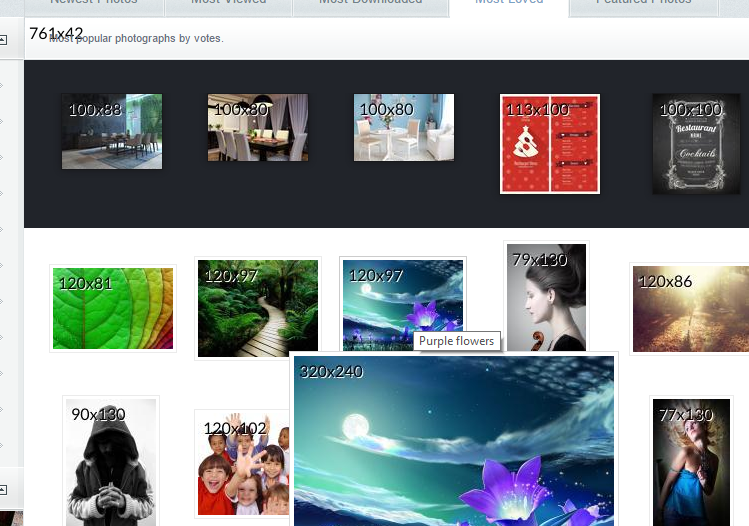 Newest Photos Most Viewed Most Downloaded Most Loved Featured Photos
761x42
Most popular photographs by votes.
100x88 100x80 100x80 113x100 100x100
Restaurant
MENU
Cocktails
120x81 120x97 120x97 79x130 120x86
Purple flowers
320x240
90x130 120x102 77x130